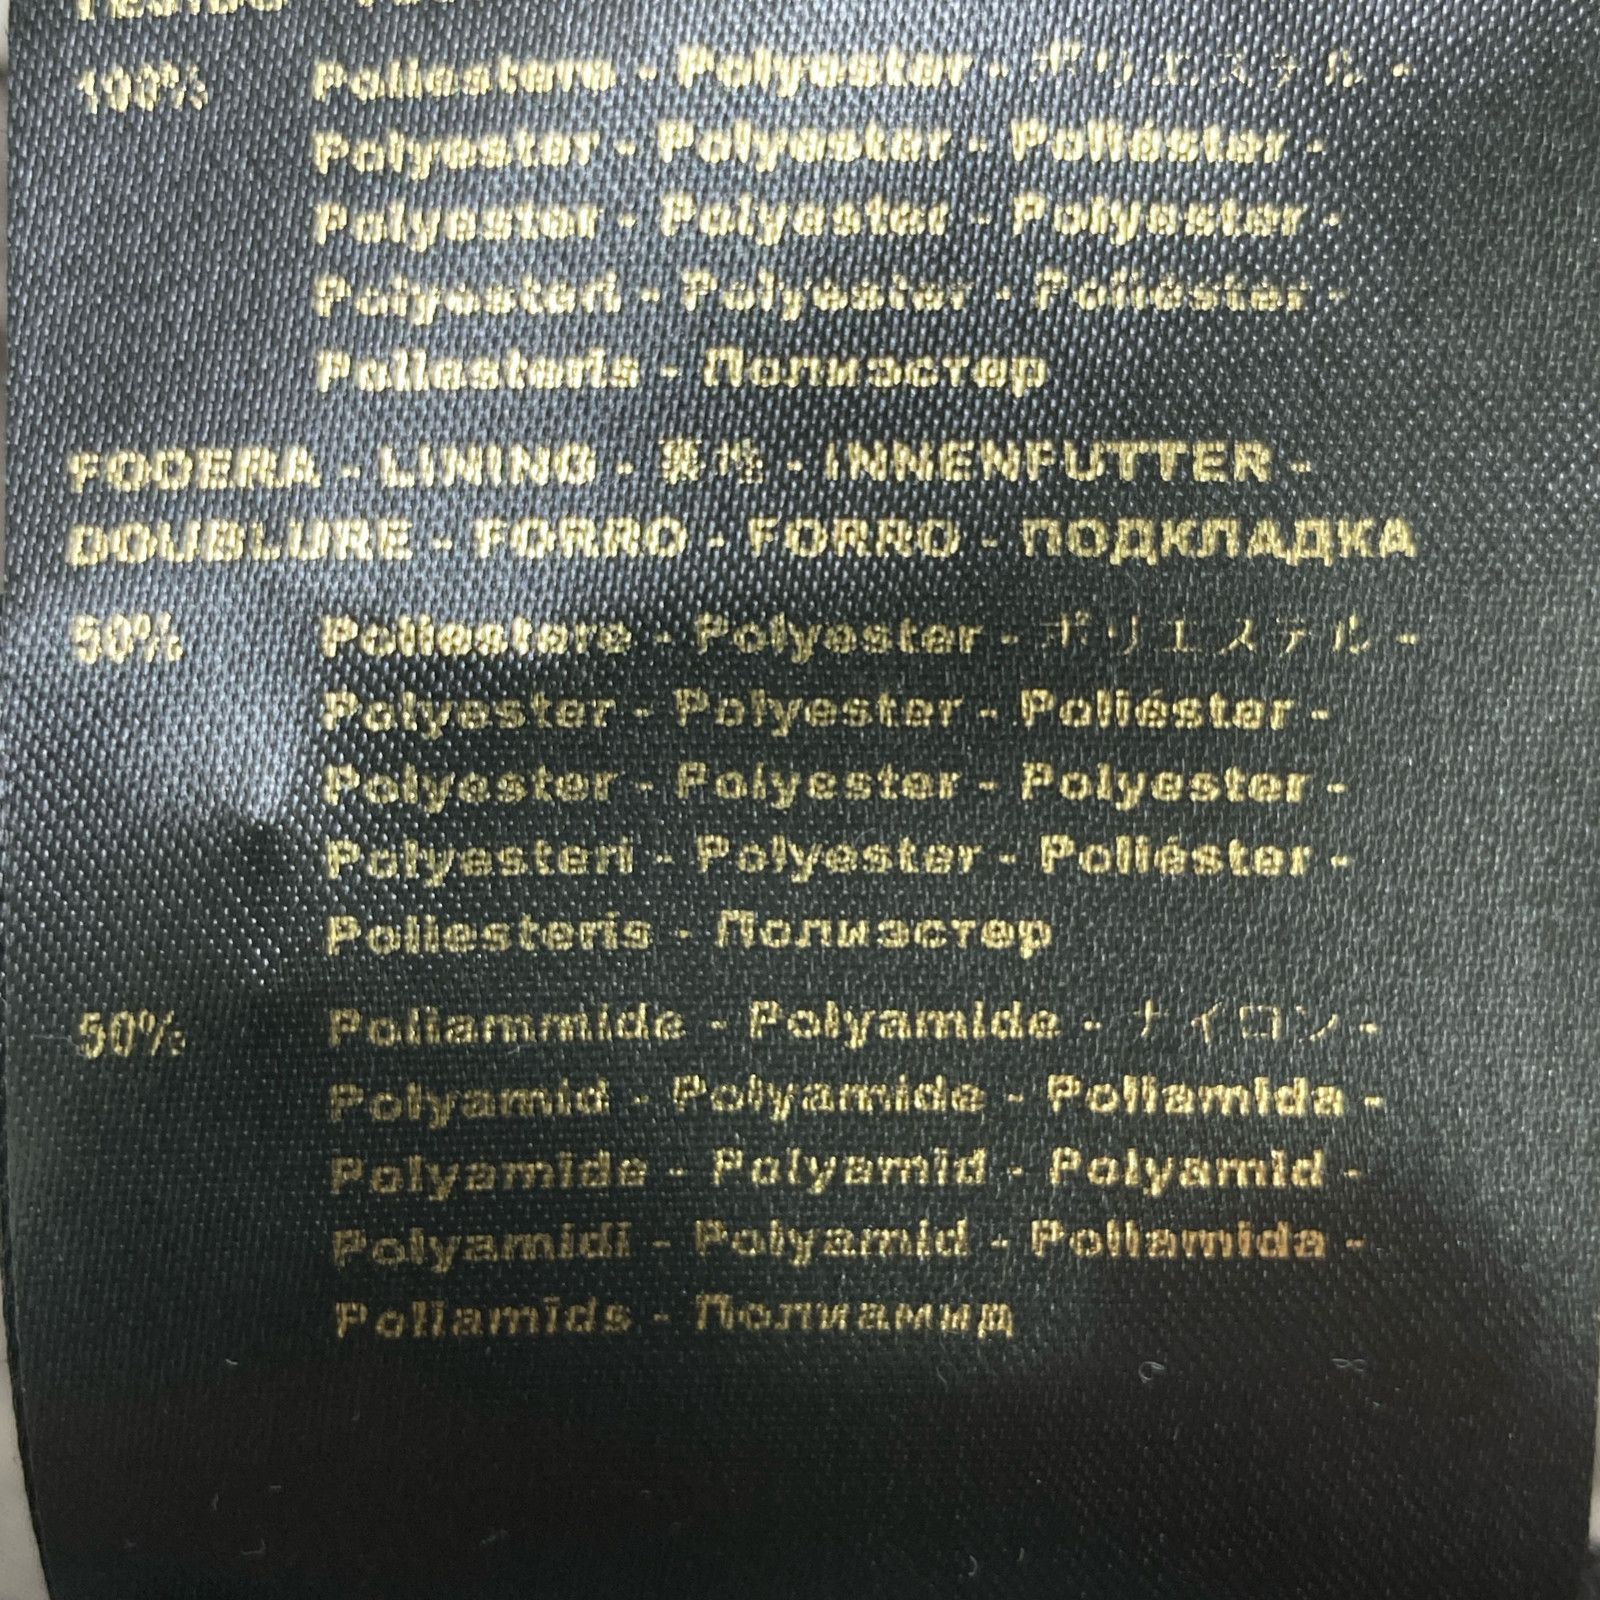 100% Poliestere - Polyester - ポリエステル -
Polyester - Polyester - Poliéster -
Polyester - Polyester - Polyester -
Polyesteri - Polyester - Poliéster -
Poliesteris - Полиэстер
FODERA - LINING - 裏地 - INNENFUTTER -
DOUBLURE - FORRO - FORRO - ПОДКЛАДКА
50% Poliestere - Polyester - ポリエステル -
Polyester - Polyester - Poliéster -
Polyester - Polyester - Polyester -
Polyesteri - Polyester - Poliéster -
Poliesteris - Полиэстер
50% Poliammide - Polyamide - ナイロン -
Polyamid - Polyamide - Poliamida -
Polyamide - Polyamid - Polyamid -
Polyamidi - Polyamid - Poliamida -
Poliamīds - Полиамид